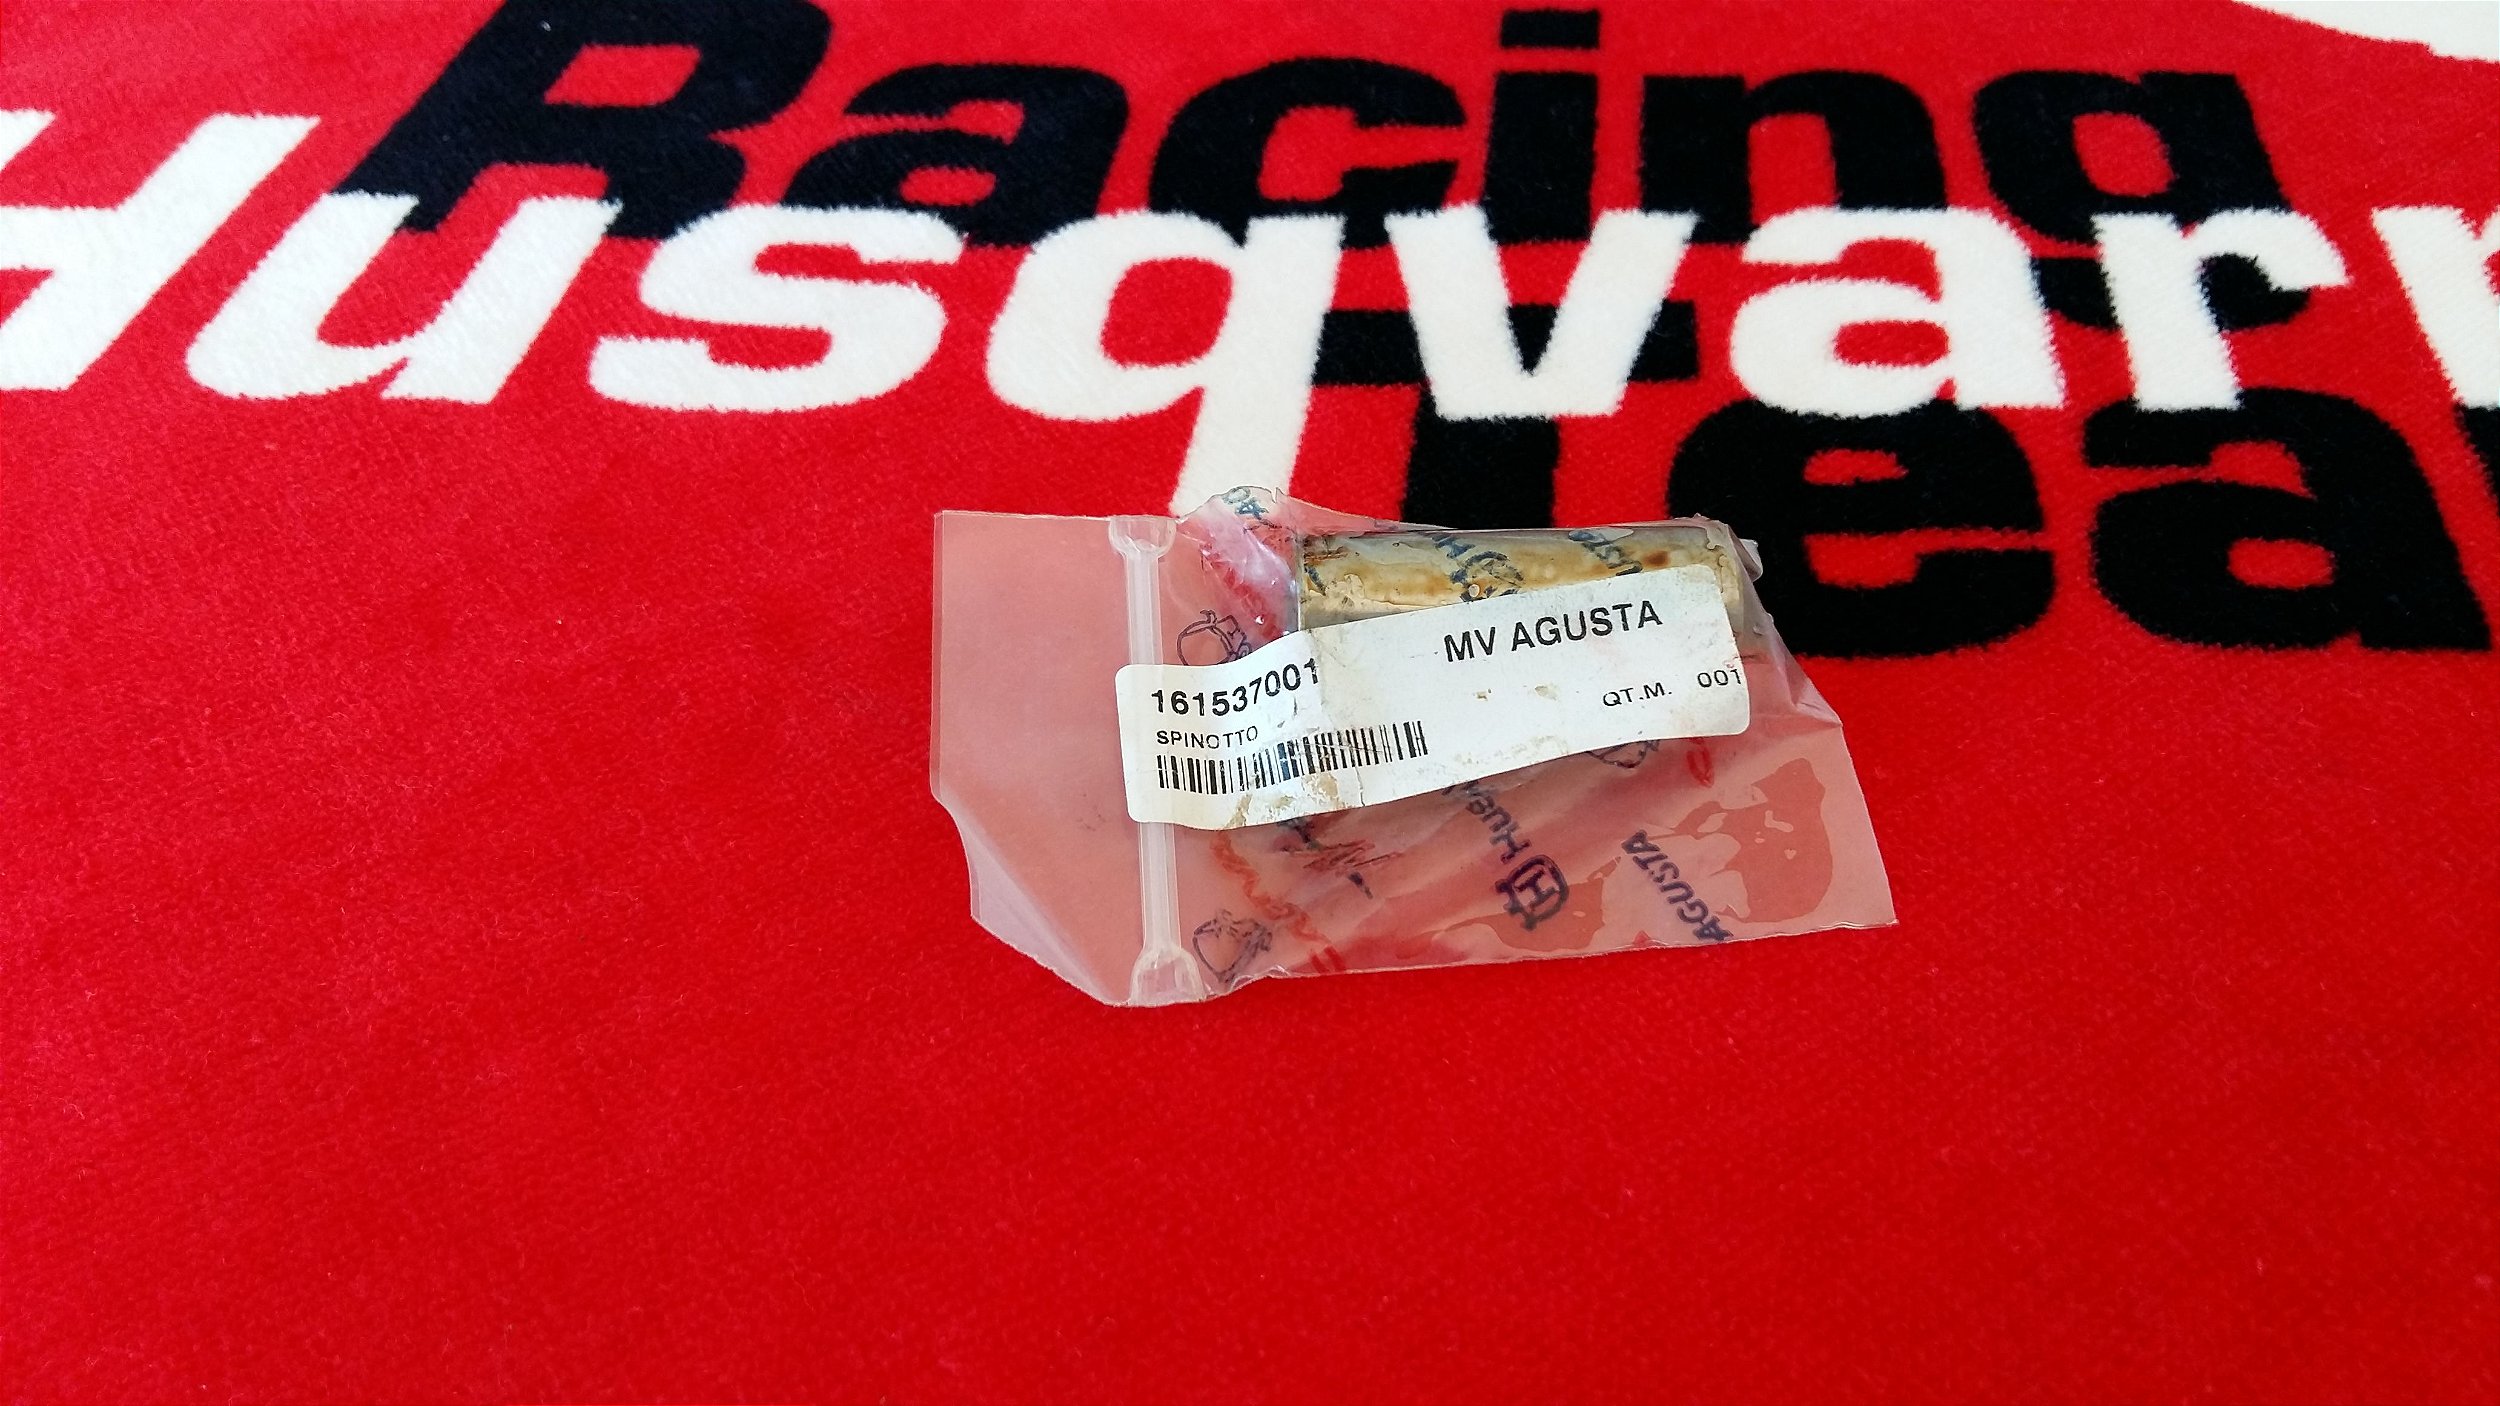 Racing
Husqvarn
Tea
MV AGUSTA
161537001
QT.M. 001
SPINOTTO
AGUSTA